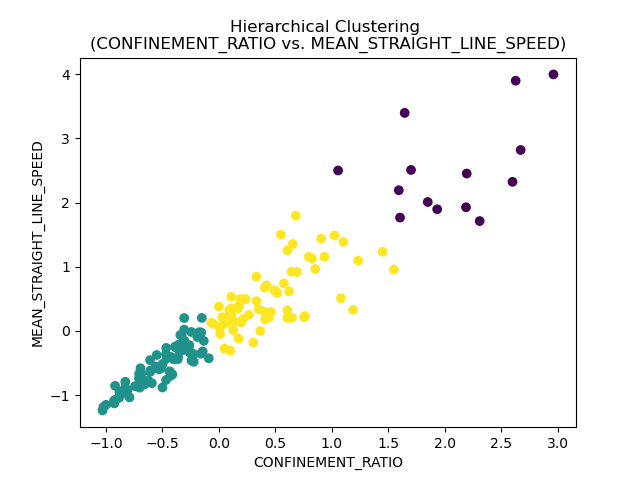 Hierarchical Clustering
(CONFINEMENT_RATIO vs. MEAN_STRAIGHT_LINE_SPEED)
4
3
2
1
0
−1
MEAN_STRAIGHT_LINE_SPEED
−1.0 −0.5 0.0 0.5 1.0 1.5 2.0 2.5 3.0
CONFINEMENT_RATIO